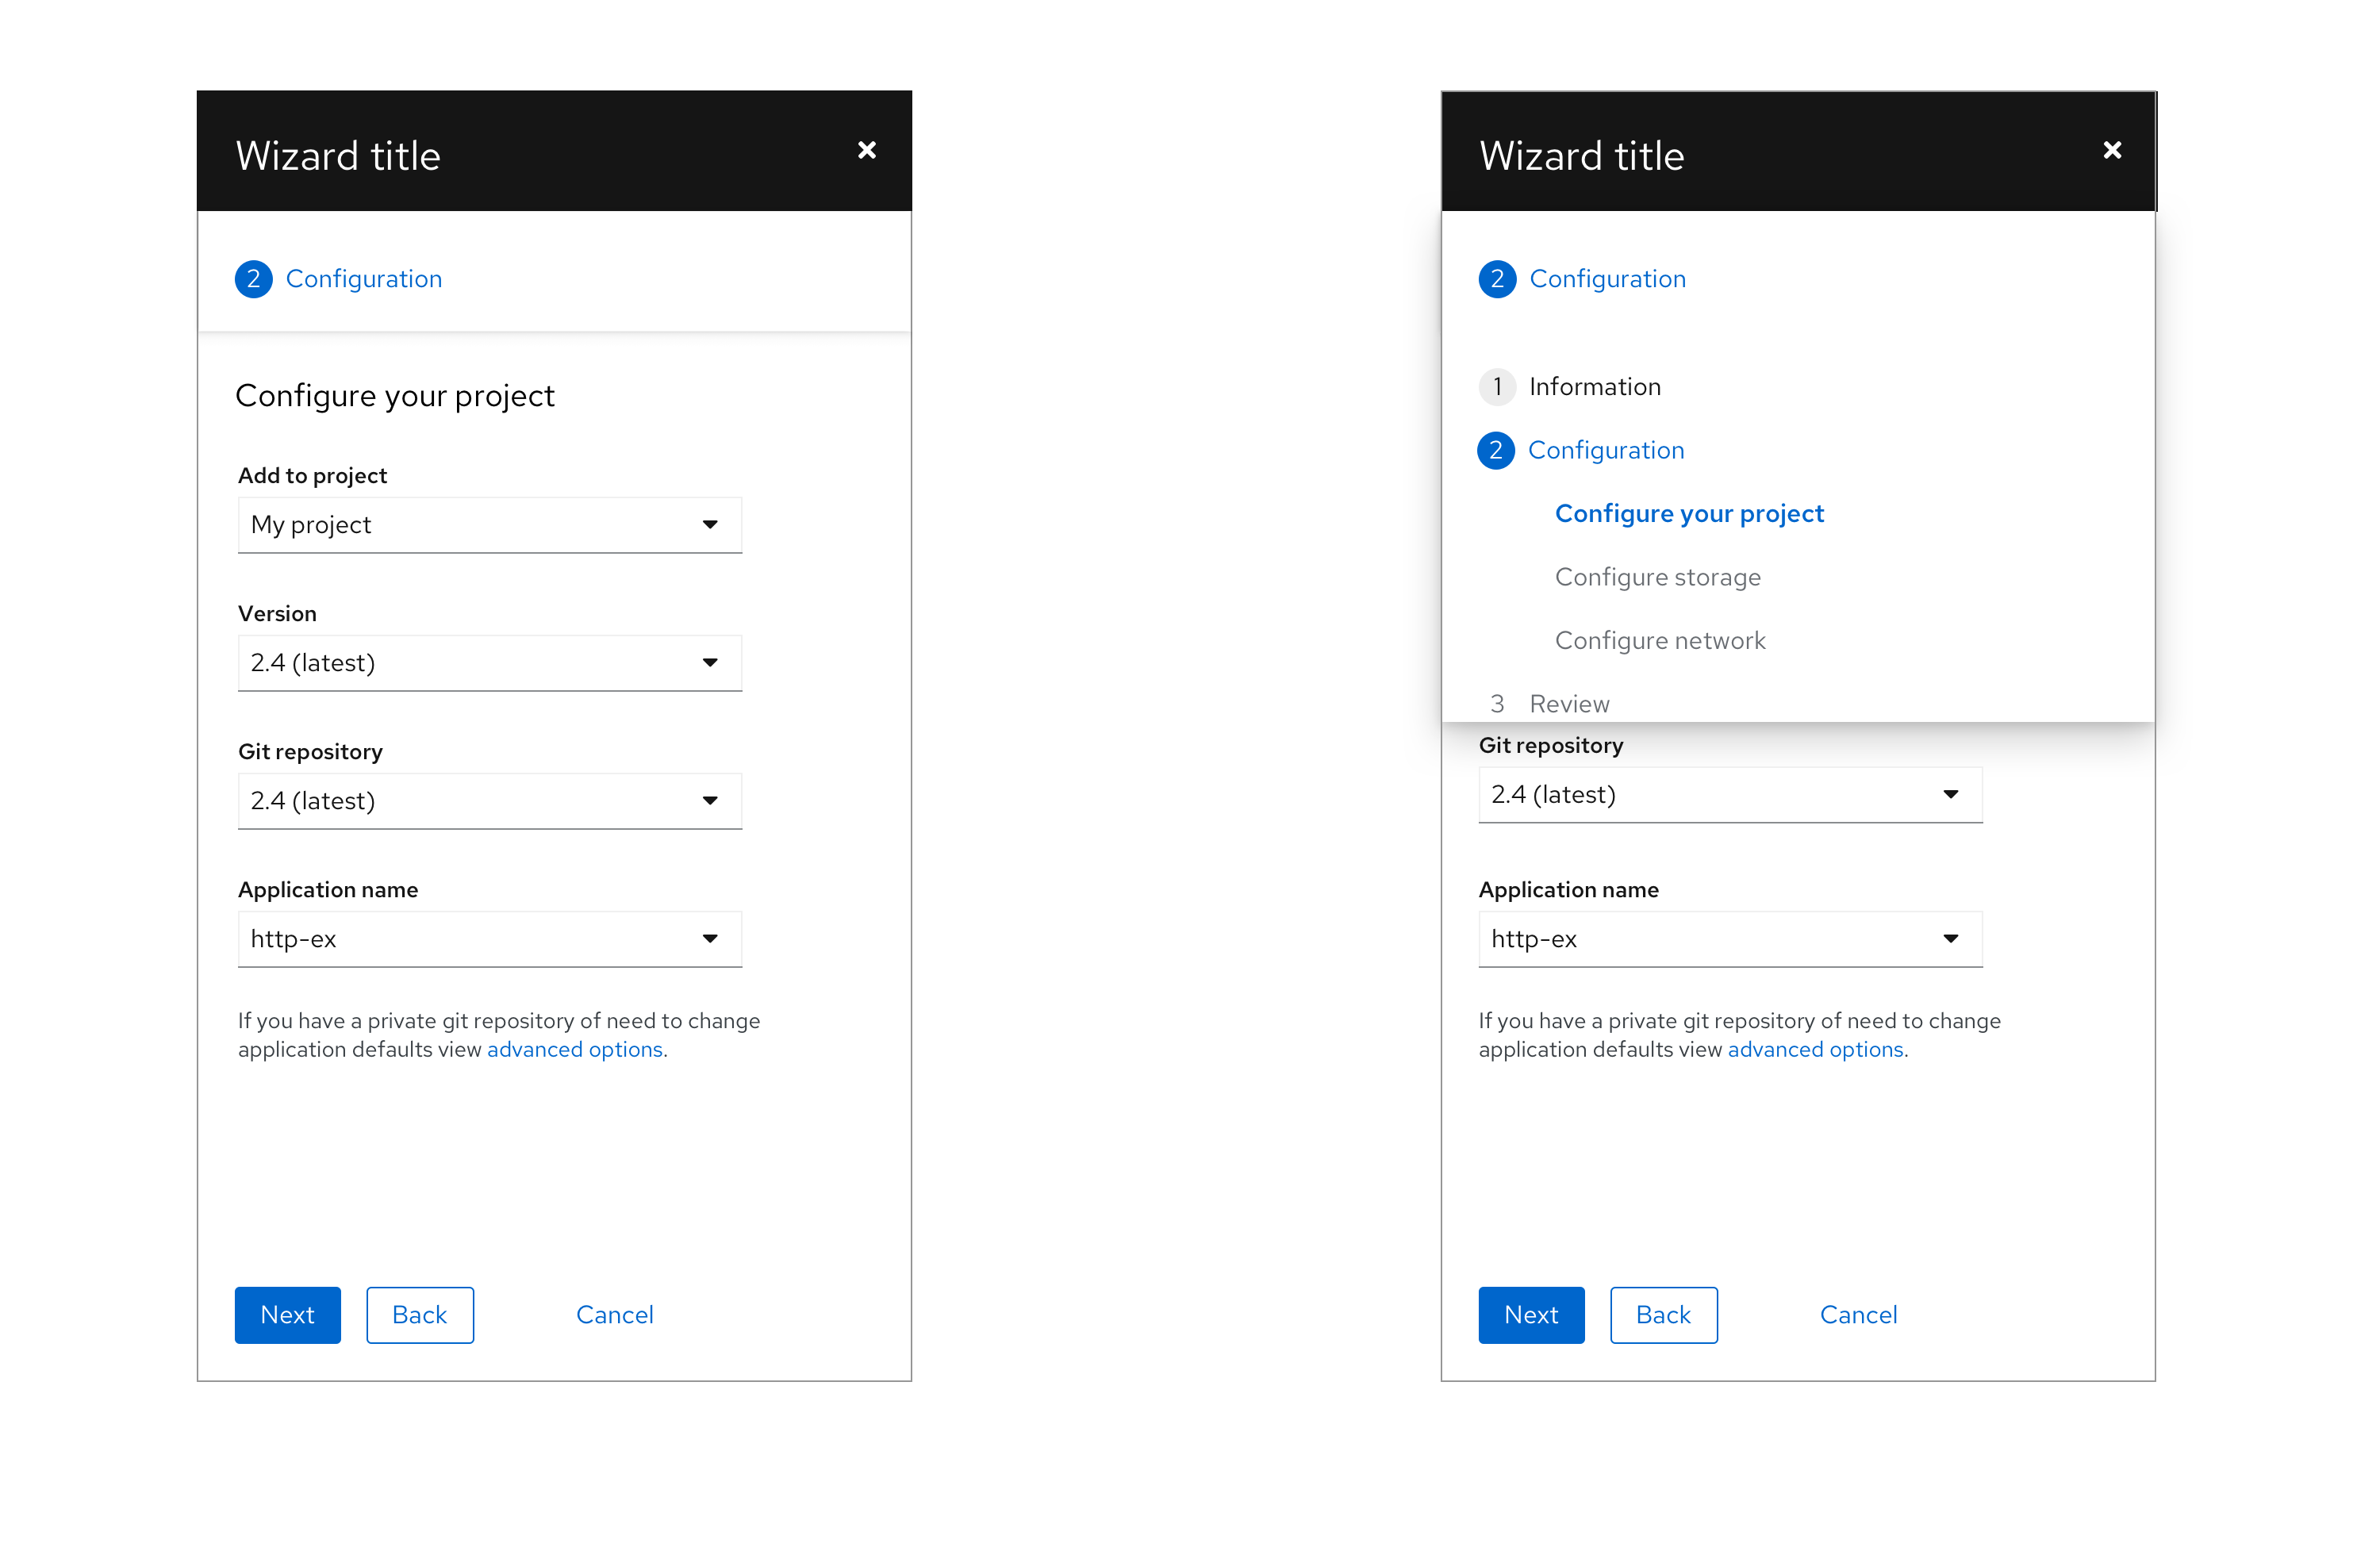 Wizard title
2 Configuration
Configure your project
Add to project
My project
Version
2.4 (latest)
Git repository
2.4 (latest)
Application name
http-ex
If you have a private git repository of need to change
application defaults view advanced options.
Next Back Cancel
Wizard title
2 Configuration
1 Information
2 Configuration
Configure your project
Configure storage
Configure network
3 Review
Git repository
2.4 (latest)
Application name
http-ex
If you have a private git repository of need to change
application defaults view advanced options.
Next Back Cancel